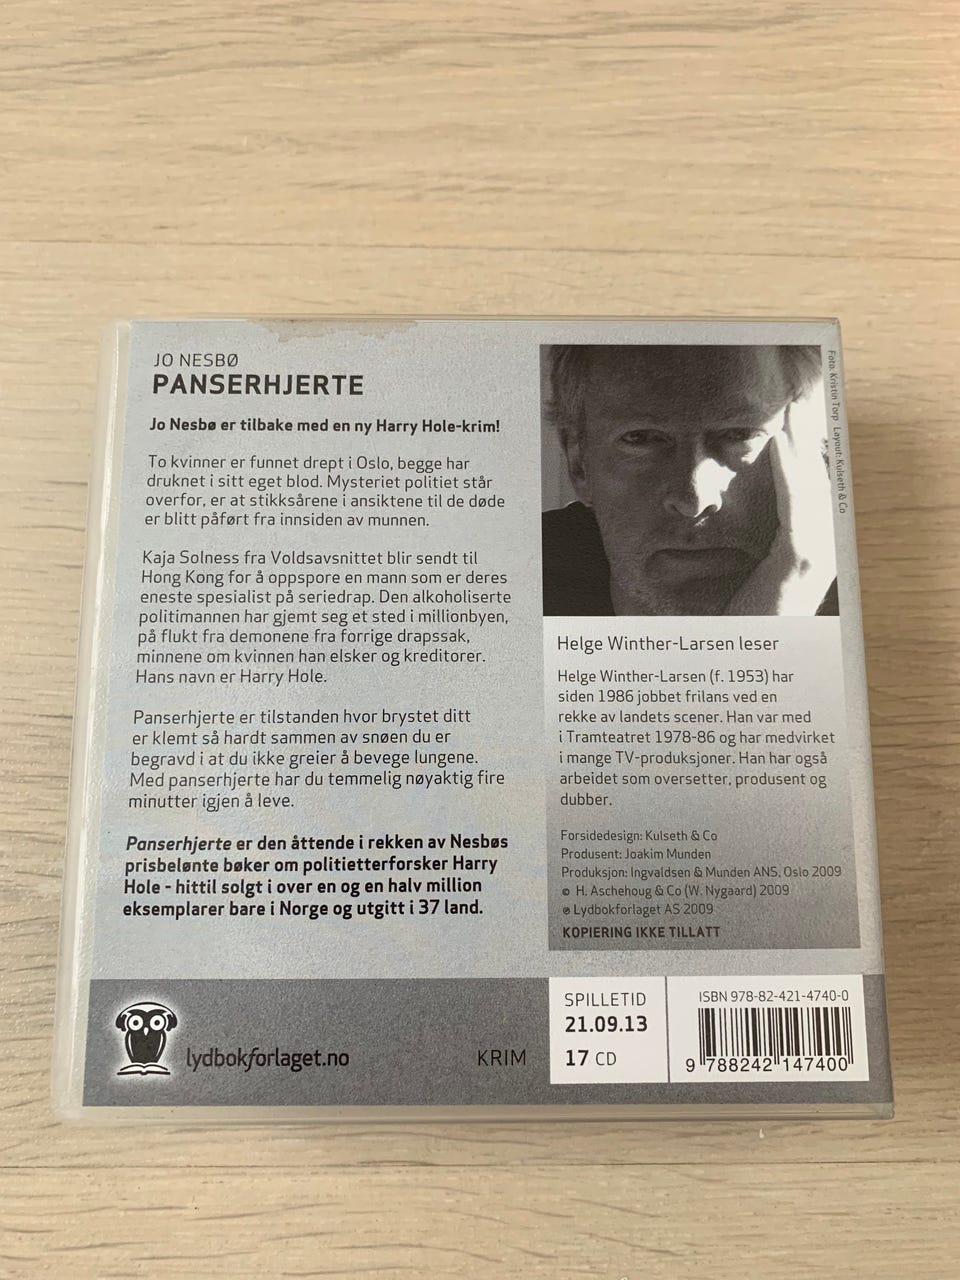 JO NESBØ
PANSERHJERTE
Jo Nesbø er tilbake med en ny Harry Hole-krim!
To kvinner er funnet drept i Oslo, begge har
druknet i sitt eget blod. Mysteriet politiet står
overfor, er at stikksårene i ansiktene til de døde
er blitt påført fra innsiden av munnen.
Kaja Solness fra Voldsavsnittet blir sendt til
Hong Kong for å oppspore en mann som er deres
eneste spesialist på seriedrap. Den alkoholiserte
politimannen har gjemt seg et sted i millionbyen,
på flukt fra demonene fra forrige drapssak,
minnene om kvinnen han elsker og kreditorer.
Hans navn er Harry Hole.
Panserhjerte er tilstanden hvor brystet ditt
er klemt så hardt sammen av snøen du er
begravd i at du ikke greier å bevege lungene.
Med panserhjerte har du temmelig nøyaktig fire
minutter igjen å leve.
Panserhjerte er den åttende i rekken av Nesbøs
prisbelønte bøker om politietterforsker Harry
Hole - hittil solgt i over en og en halv million
eksemplarer bare i Norge og utgitt i 37 land.
Foto: Kristin Torp Layout: Kulseth & Co
Helge Winther-Larsen leser
Helge Winther-Larsen (f. 1953) har
siden 1986 jobbet frilans ved en
rekke av landets scener. Han var med
i Tramteatret 1978-86 og har medvirket
i mange TV-produksjoner. Han har også
arbeidet som oversetter, produsent og
dubber.
Forsidedesign: Kulseth & Co
Produsent: Joakim Munden
Produksjon: Ingvaldsen & Munden ANS, Oslo 2009
© H. Aschehoug & Co (W. Nygaard) 2009
℗ Lydbokforlaget AS 2009
KOPIERING IKKE TILLATT
lydbokforlaget.no
KRIM
SPILLETID
21.09.13
17 CD
ISBN 978-82-421-4740-0
9 788242 147400